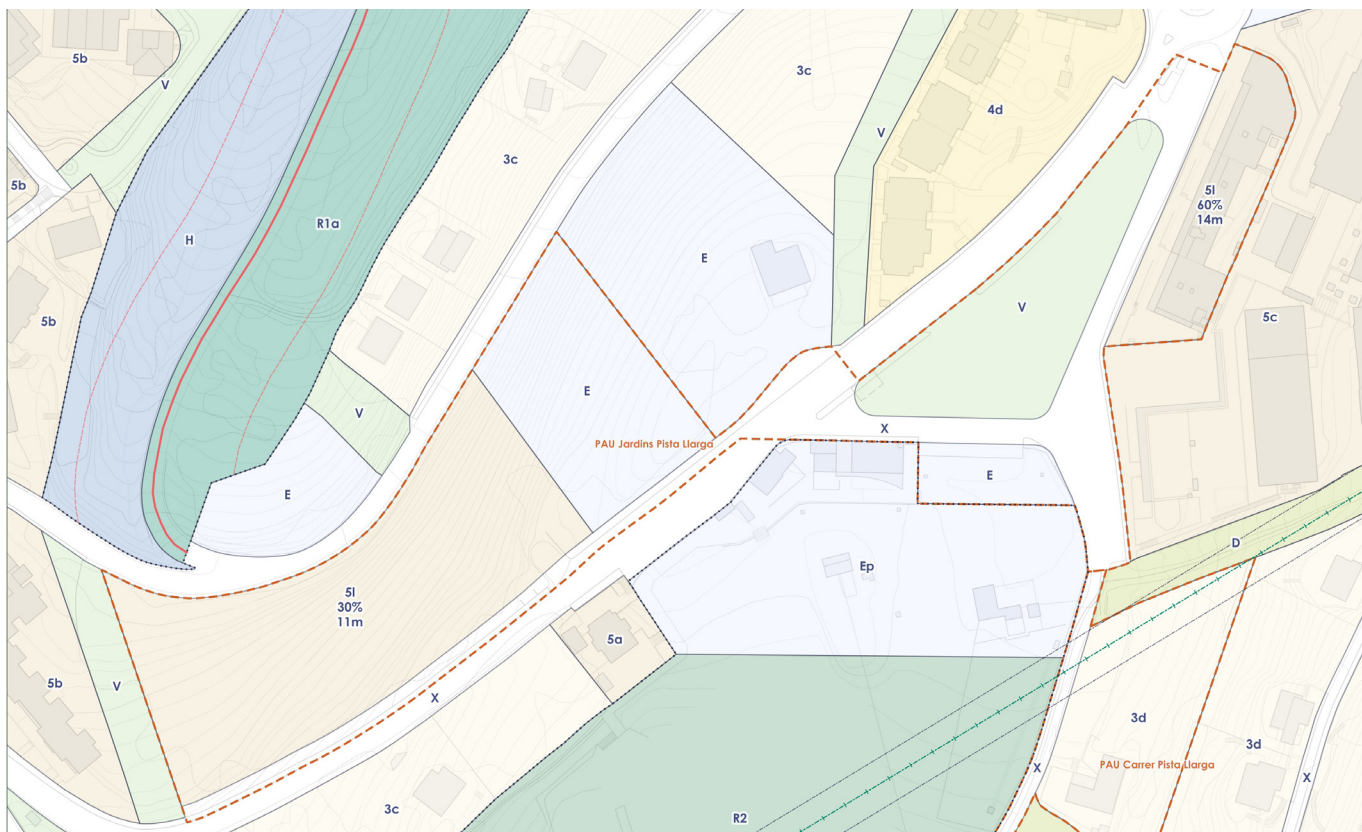 5b
V
3c
4d
V
3c
5b
R1a
5l
60%
14m
H
E
V
5b
5c
E
V
X
PAU Jardins Pista Llarga
E
E
D
Ep
5l
30%
11m
5a
5b
V
X
3d
3d
PAU Carrer Pista Llarga
X
X
3c
R2